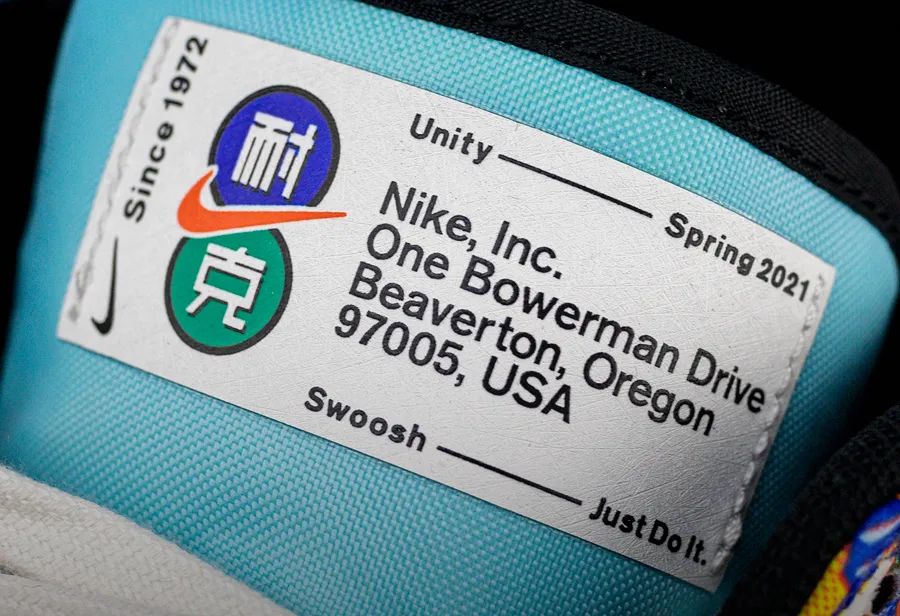 Since 1972
耐
克
Unity
Spring 2021
Nike, Inc.
One Bowerman Drive
Beaverton, Oregon
97005, USA
Swoosh
Just Do It.